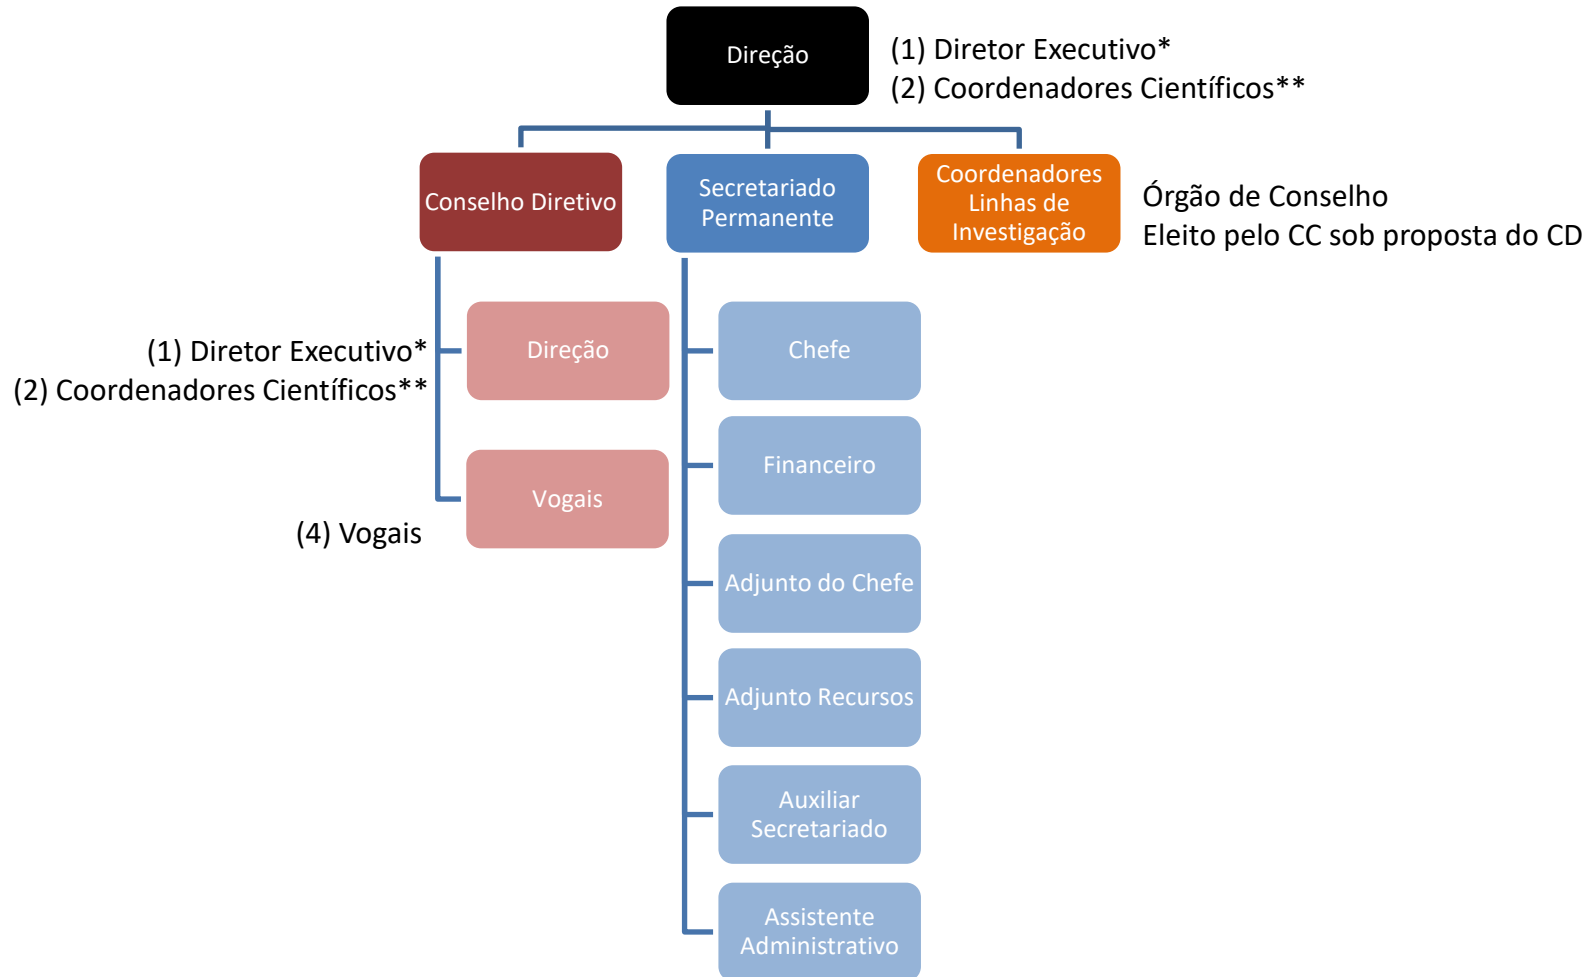 Direção
(1) Diretor Executivo*
(2) Coordenadores Científicos**
Conselho Diretivo
Secretariado
Permanente
Coordenadores
Linhas de
Investigação
Órgão de Conselho
Eleito pelo CC sob proposta do CD
(1) Diretor Executivo*
(2) Coordenadores Científicos**
Direção
(4) Vogais
Vogais
Chefe
Financeiro
Adjunto do Chefe
Adjunto Recursos
Auxiliar
Secretariado
Assistente
Administrativo